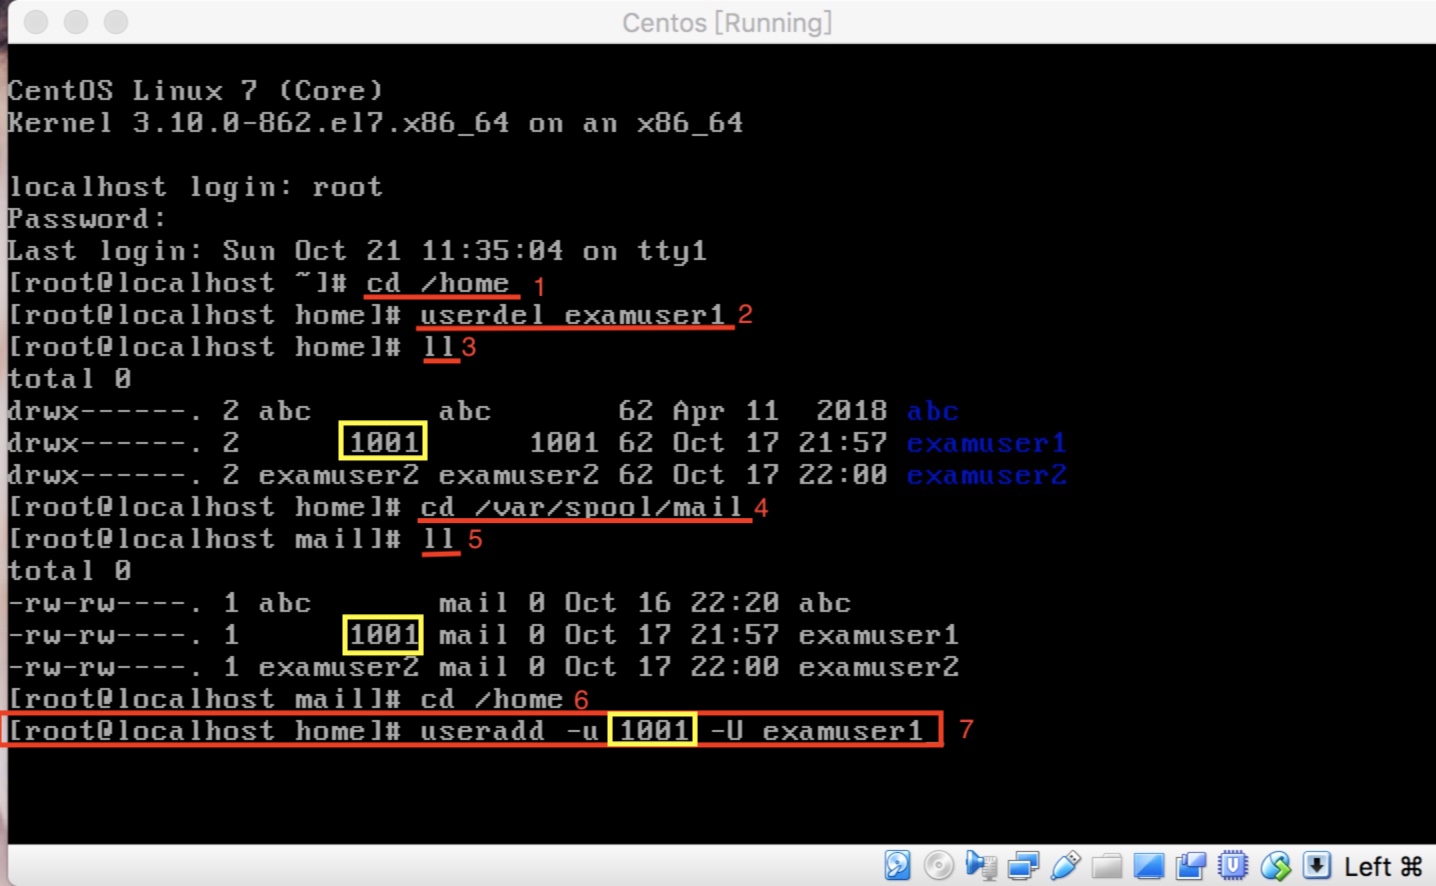 Centos [Running]
CentOS Linux 7 (Core)
Kernel 3.10.0-862.el7.x86_64 on an x86_64
localhost login: root
Password:
Last login: Sun Oct 21 11:35:04 on tty1
[root@localhost ~]# cd /home 1
[root@localhost home]# userdel examuser1 2
[root@localhost home]# ll 3
total 0
drwx------. 2 abc abc 62 Apr 11 2018 abc
drwx------. 2 1001 1001 62 Oct 17 21:57 examuser1
drwx------. 2 examuser2 examuser2 62 Oct 17 22:00 examuser2
[root@localhost home]# cd /var/spool/mail 4
[root@localhost mail]# ll 5
total 0
-rw-rw----. 1 abc mail 0 Oct 16 22:20 abc
-rw-rw----. 1 1001 mail 0 Oct 17 21:57 examuser1
-rw-rw----. 1 examuser2 mail 0 Oct 17 22:00 examuser2
[root@localhost mail]# cd /home 6
[root@localhost home]# useradd -u 1001 -U examuser1_ 7
Left ⌘